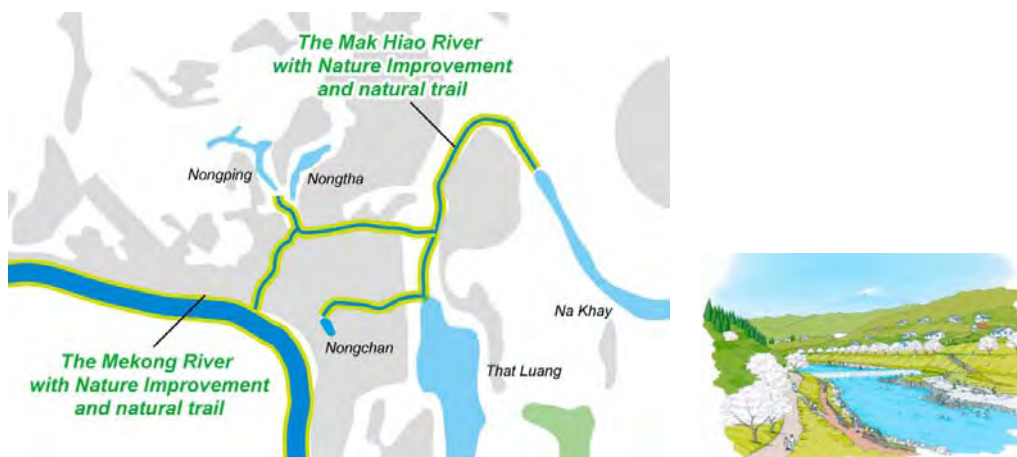 The Mak Hiao River
with Nature Improvement
and natural trail
Nongping
Nongtha
Na Khay
Nongchan
That Luang
The Mekong River
with Nature Improvement
and natural trail